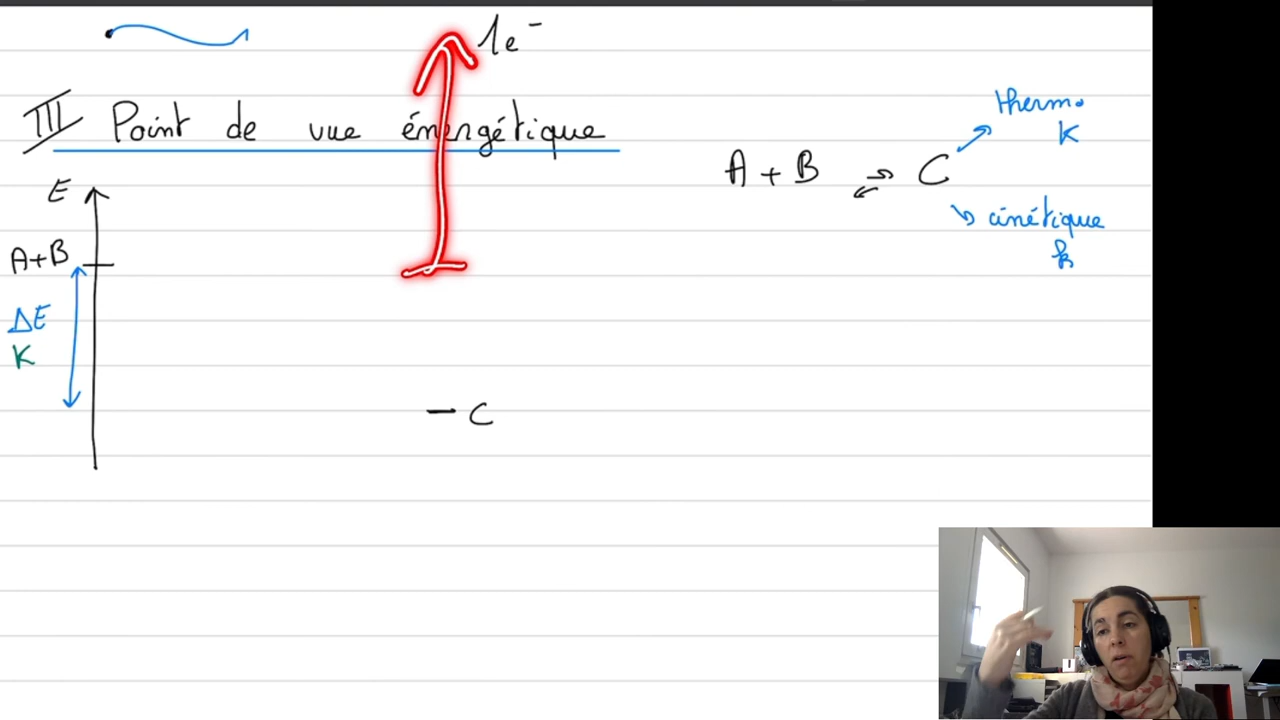 1e⁻
III Point de vue énergétique
E
A+B
ΔE
K
C
A + B ⇌ C
thermo
K
cinétique
k